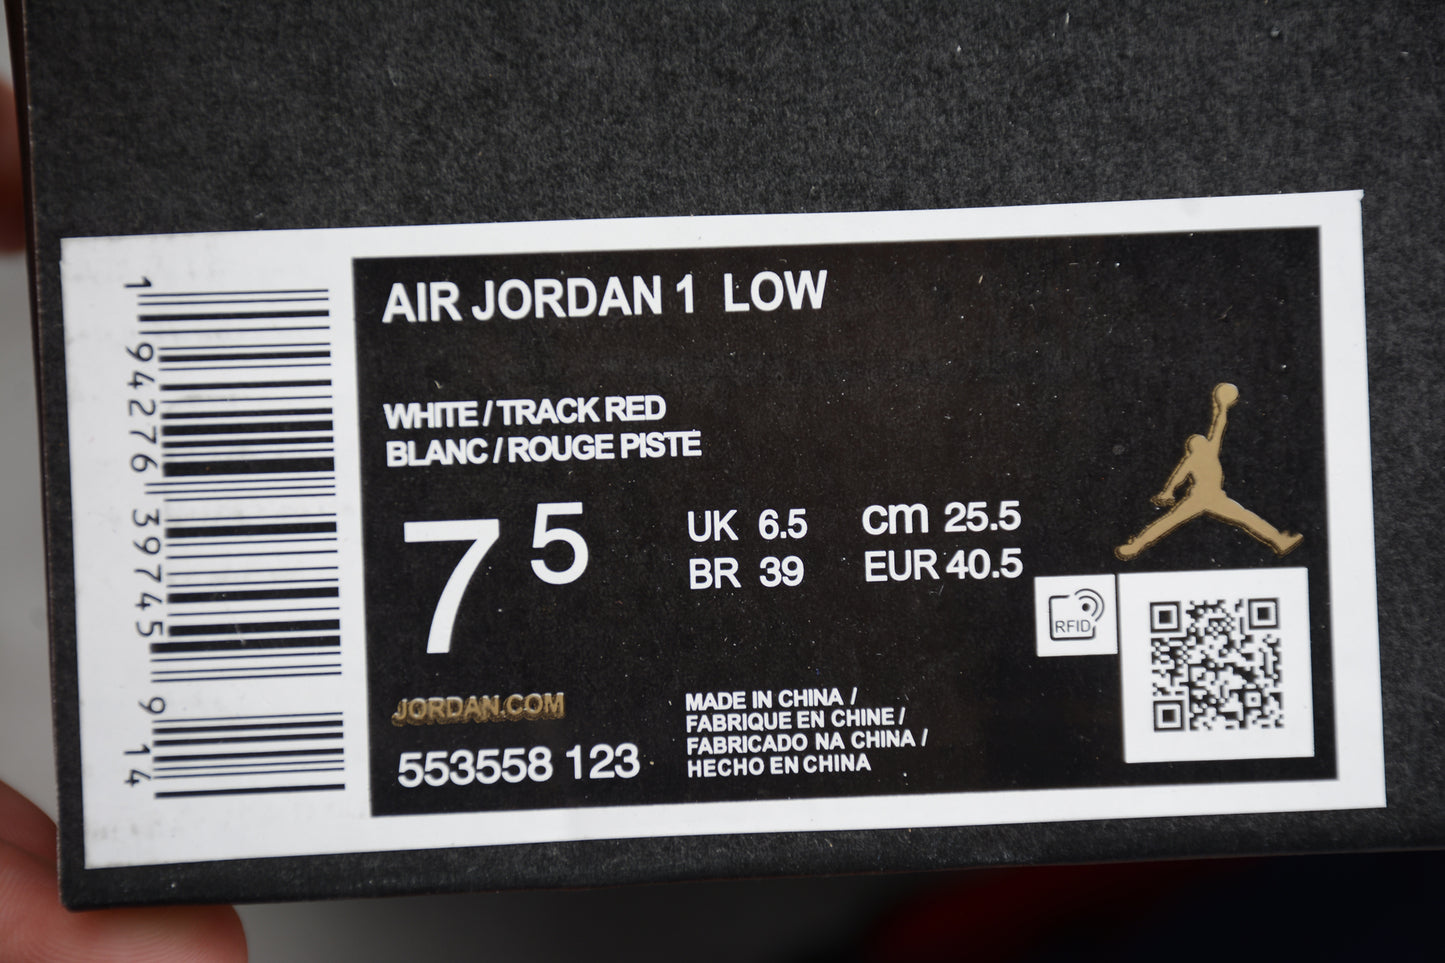 AIR JORDAN 1 LOW
WHITE / TRACK RED
BLANC / ROUGE PISTE
7 5
UK 6.5 cm 25.5
BR 39 EUR 40.5
RFID
JORDAN.COM
553558 123
MADE IN CHINA /
FABRIQUE EN CHINE /
FABRICADO NA CHINA /
HECHO EN CHINA
1 94276 39745 9 14